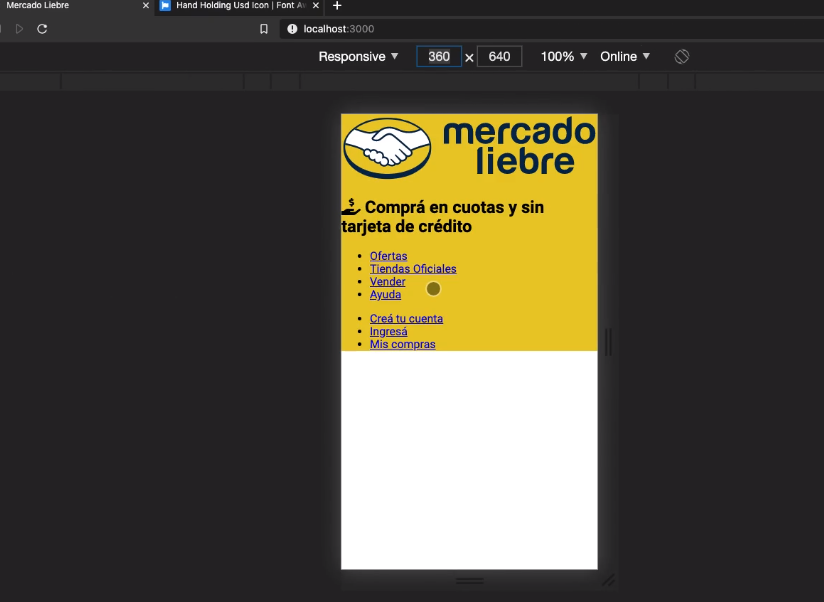 Mercado Liebre
Hand Holding Usd Icon | Font Aw
localhost:3000
Responsive 360 × 640 100% Online
mercado
liebre
Comprá en cuotas y sin
tarjeta de crédito
Ofertas
Tiendas Oficiales
Vender
Ayuda
Creá tu cuenta
Ingresá
Mis compras